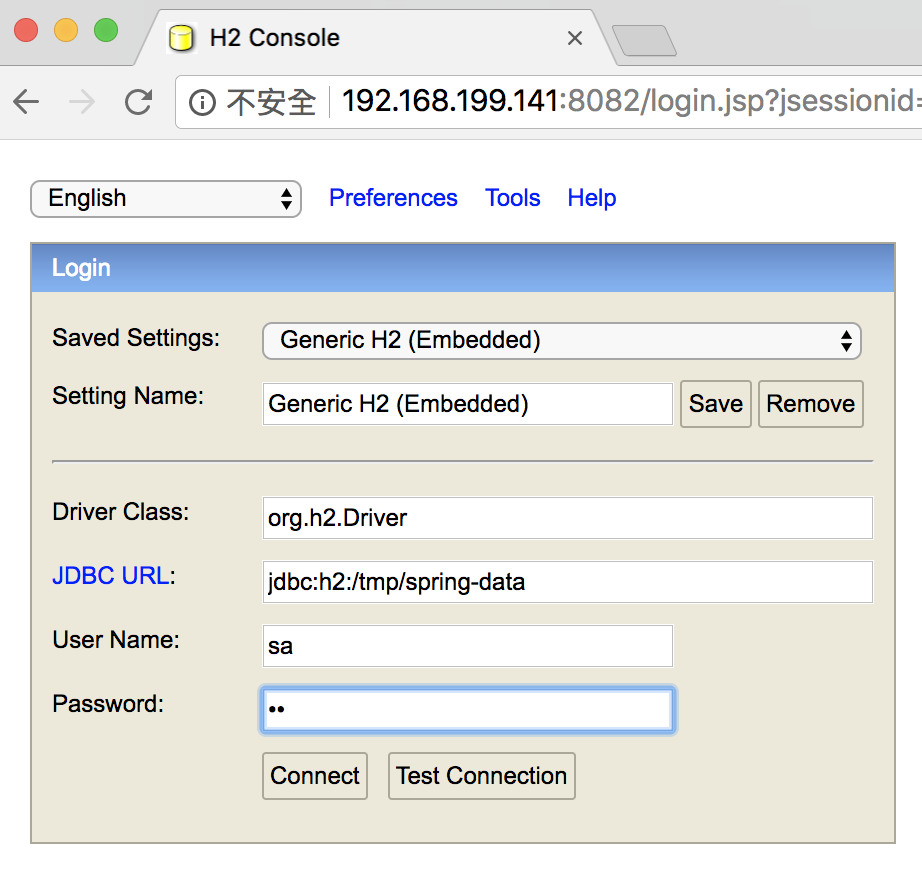 H2 Console
不安全 192.168.199.141:8082/login.jsp?jsessionid=
English Preferences Tools Help
Login
Saved Settings: Generic H2 (Embedded)
Setting Name: Generic H2 (Embedded) Save Remove
Driver Class: org.h2.Driver
JDBC URL: jdbc:h2:/tmp/spring-data
User Name: sa
Password: ••
Connect Test Connection